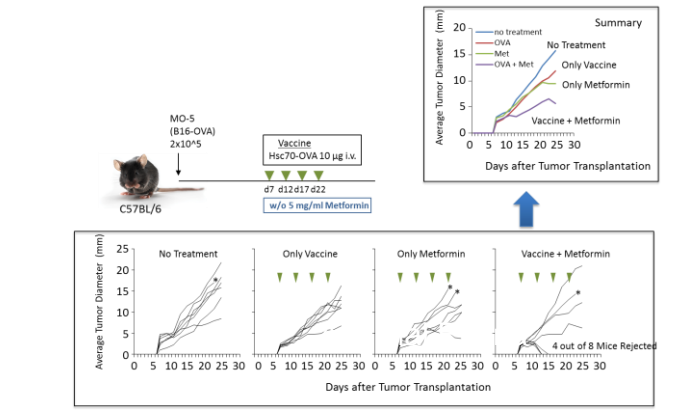 Summary
Average Tumor Diameter (mm)
20
15
10
5
0
no treatment
OVA
Met
OVA + Met
No Treatment
Only Vaccine
Only Metformin
Vaccine + Metformin
0 5 10 15 20 25 30
Days after Tumor Transplantation
MO-5
(B16-OVA)
2x10^5
Vaccine
Hsc70-OVA 10 µg i.v.
C57BL/6
d7 d12 d17 d22
w/o 5 mg/ml Metformin
Average Tumor Diameter (mm)
25
20
15
10
5
0
No Treatment
*
0 5 10 15 20 25 30
Only Vaccine
0 5 10 15 20 25 30
Only Metformin
* *
0 5 10 15 20 25 30
Vaccine + Metformin
*
4 out of 8 Mice Rejected
0 5 10 15 20 25 30
Days after Tumor Transplantation